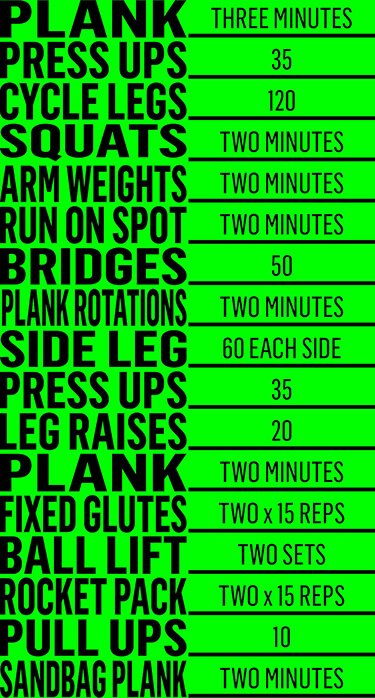 PLANK THREE MINUTES
PRESS UPS 35
CYCLE LEGS 120
SQUATS TWO MINUTES
ARM WEIGHTS TWO MINUTES
RUN ON SPOT TWO MINUTES
BRIDGES 50
PLANK ROTATIONS TWO MINUTES
SIDE LEG 60 EACH SIDE
PRESS UPS 35
LEG RAISES 20
PLANK TWO MINUTES
FIXED GLUTES TWO x 15 REPS
BALL LIFT TWO SETS
ROCKET PACK TWO x 15 REPS
PULL UPS 10
SANDBAG PLANK TWO MINUTES